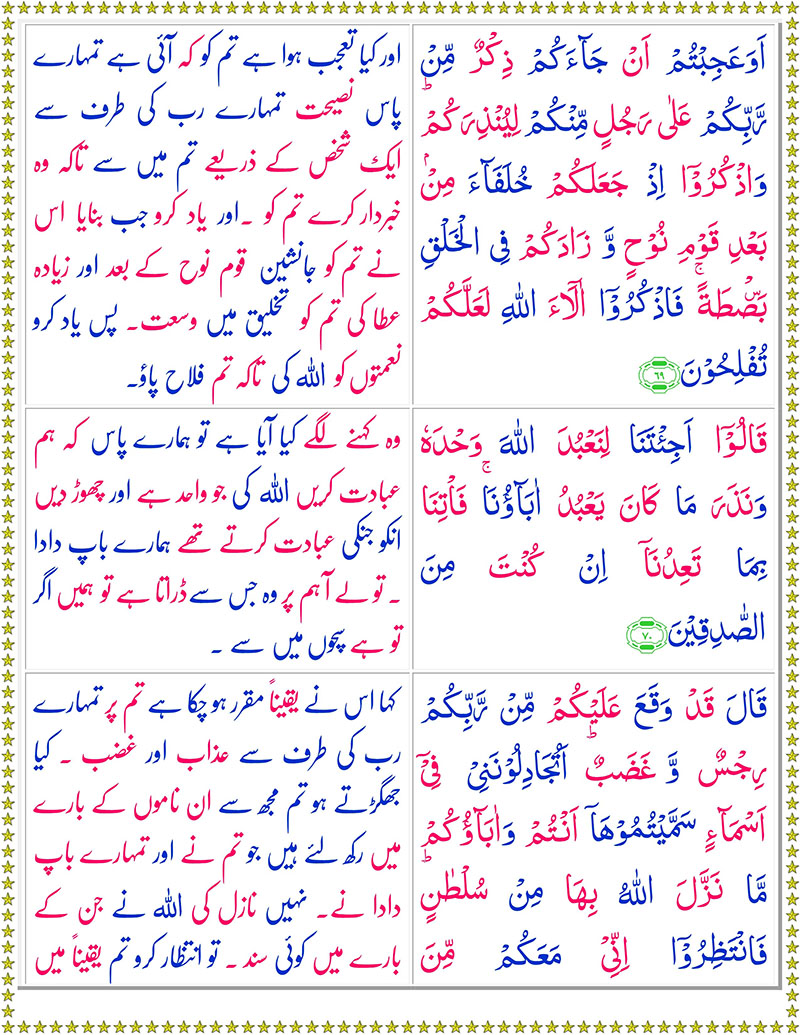 اَوَعَجِبْتُمْ اَنْ جَآءَكُمْ ذِكْرٌ مِّنْ
رَّبِّكُمْ عَلٰى رَجُلٍ مِّنْكُمْ لِيُنْذِرَكُمْ ؕ
وَاذْكُرُوْۤا اِذْ جَعَلَكُمْ خُلَفَآءَ مِنْۢ
بَعْدِ قَوْمِ نُوْحٍ وَّ زَادَكُمْ فِى الْخَلْقِ
بَصْۜطَةً ۚ فَاذْكُرُوْۤا اٰلَآءَ اللّٰهِ لَعَلَّكُمْ
تُفْلِحُوْنَ ۶۹
اور کیا تعجب ہوا ہے تم کو کہ آئی ہے تمہارے
پاس نصیحت تمہارے رب کی طرف سے
ایک شخص کے ذریعے تم میں سے تاکہ وہ
خبردار کرے تم کو ۔ اور یاد کرو جب بنایا اس
نے تم کو جانشین قوم نوح کے بعد اور زیادہ
عطا کی تم کو تخلیق میں وسعت۔ پس یاد کرو
نعمتوں کو اللہ کی تاکہ تم فلاح پاؤ۔
قَالُوْۤا اَجِئْتَنَا لِنَعْبُدَ اللّٰهَ وَحْدَهٗ
وَنَذَرَ مَا كَانَ يَعْبُدُ اٰبَآؤُنَا ۚ فَاْتِنَا
بِمَا تَعِدُنَاۤ اِنْ كُنْتَ مِنَ
الصّٰدِقِيْنَ ۷۰
وہ کہنے لگے کیا آیا ہے تو ہمارے پاس کہ ہم
عبادت کریں اللہ کی جو واحد ہے اور چھوڑ دیں
انکو جنکی عبادت کرتے تھے ہمارے باپ دادا
۔ تو لے آ ہم پر وہ جس سے ڈراتا ہے تو ہمیں اگر
تو ہے سچوں میں سے ۔
قَالَ قَدْ وَقَعَ عَلَيْكُمْ مِّنْ رَّبِّكُمْ
رِجْسٌ وَّ غَضَبٌ ؕ اَتُجَادِلُوْنَنِىْ فِىْۤ
اَسْمَآءٍ سَمَّيْتُمُوْهَاۤ اَنْتُمْ وَاٰبَآؤُكُمْ
مَّا نَزَّلَ اللّٰهُ بِهَا مِنْ سُلْطٰنٍ ؕ
فَانْتَظِرُوْۤا اِنِّىْ مَعَكُمْ مِّنَ
کہا اس نے یقیناً مقرر ہو چکا ہے تم پر تمہارے
رب کی طرف سے عذاب اور غضب ۔ کیا
جھگڑتے ہو تم مجھ سے ان ناموں کے بارے
میں رکھ لئے ہیں جو تم نے اور تمہارے باپ
دادا نے۔ نہیں نازل کی اللہ نے جن کے
بارے میں کوئی سند ۔ تو انتظار کرو تم یقیناً میں